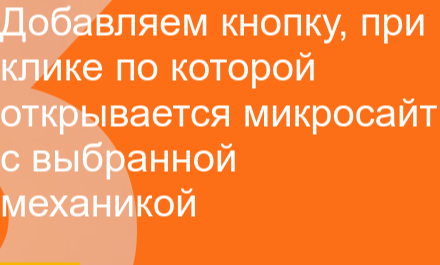 Добавляем кнопку, при
клике по которой
открывается микросайт
с выбранной
механикой